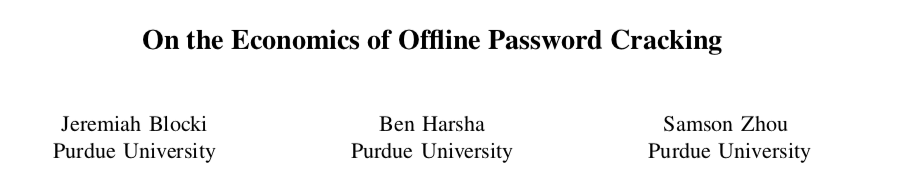 On the Economics of Offline Password Cracking
Jeremiah Blocki Ben Harsha Samson Zhou
Purdue University Purdue University Purdue University